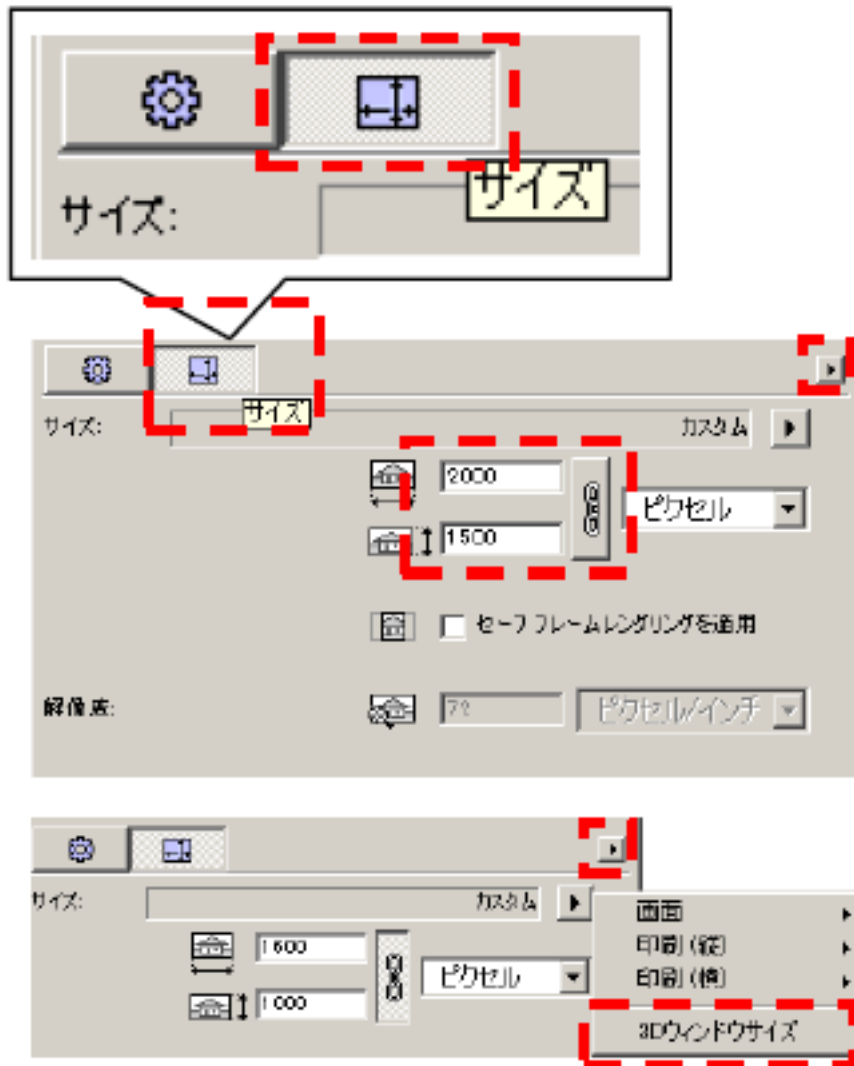 サイズ
サイズ:
サイズ
サイズ:
カスタム
2000
ピクセル
1500
セーフフレームレンダリングを適用
解像度:
72
ピクセル/インチ
サイズ:
カスタム
1600
ピクセル
1000
画面
印刷(縦)
印刷(横)
3Dウィンドウサイズ